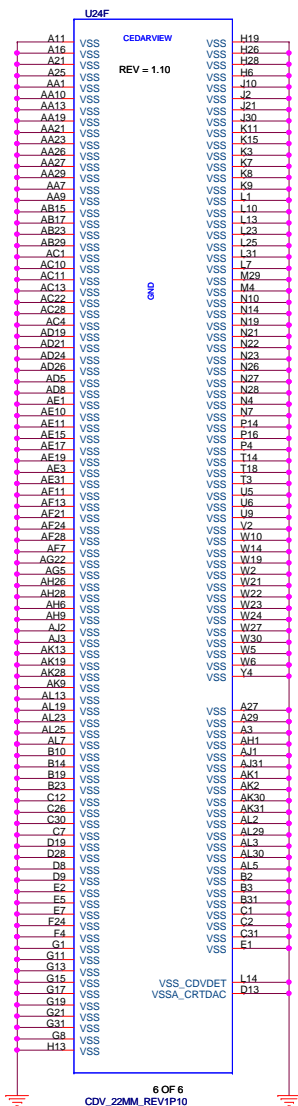 U24F
CEDARVIEW
REV = 1.10
GND
A11 VSS
A16 VSS
A21 VSS
A25 VSS
AA1 VSS
AA10 VSS
AA13 VSS
AA19 VSS
AA21 VSS
AA23 VSS
AA26 VSS
AA27 VSS
AA29 VSS
AA7 VSS
AA9 VSS
AB15 VSS
AB17 VSS
AB23 VSS
AB29 VSS
AC1 VSS
AC10 VSS
AC11 VSS
AC13 VSS
AC22 VSS
AC28 VSS
AC4 VSS
AD19 VSS
AD21 VSS
AD24 VSS
AD26 VSS
AD5 VSS
AD8 VSS
AE1 VSS
AE10 VSS
AE11 VSS
AE15 VSS
AE17 VSS
AE19 VSS
AE3 VSS
AE31 VSS
AF11 VSS
AF13 VSS
AF21 VSS
AF24 VSS
AF28 VSS
AF7 VSS
AG22 VSS
AG5 VSS
AH26 VSS
AH28 VSS
AH6 VSS
AH9 VSS
AJ2 VSS
AJ3 VSS
AK13 VSS
AK19 VSS
AK28 VSS
AK9 VSS
AL13 VSS
AL19 VSS
AL23 VSS
AL25 VSS
AL7 VSS
B10 VSS
B14 VSS
B19 VSS
B23 VSS
C12 VSS
C26 VSS
C30 VSS
C7 VSS
D19 VSS
D28 VSS
D8 VSS
D9 VSS
E2 VSS
E5 VSS
E7 VSS
F24 VSS
F4 VSS
G1 VSS
G11 VSS
G13 VSS
G15 VSS
G17 VSS
G19 VSS
G21 VSS
G31 VSS
G8 VSS
H13 VSS
VSS H19
VSS H26
VSS H28
VSS H6
VSS J10
VSS J2
VSS J21
VSS J30
VSS K11
VSS K15
VSS K3
VSS K7
VSS K8
VSS K9
VSS L1
VSS L10
VSS L13
VSS L23
VSS L25
VSS L31
VSS L7
VSS M29
VSS M4
VSS N10
VSS N14
VSS N19
VSS N21
VSS N22
VSS N23
VSS N26
VSS N27
VSS N28
VSS N4
VSS N7
VSS P14
VSS P16
VSS P4
VSS T14
VSS T18
VSS T3
VSS U5
VSS U6
VSS U9
VSS V2
VSS W10
VSS W14
VSS W19
VSS W2
VSS W21
VSS W22
VSS W23
VSS W24
VSS W27
VSS W30
VSS W5
VSS W6
VSS Y4
VSS A27
VSS A29
VSS A3
VSS AH1
VSS AJ1
VSS AJ31
VSS AK1
VSS AK2
VSS AK30
VSS AK31
VSS AL2
VSS AL29
VSS AL3
VSS AL30
VSS AL5
VSS B2
VSS B3
VSS B31
VSS C1
VSS C2
VSS C31
VSS E1
VSS_CDVDET L14
VSSA_CRTDAC D13
6 OF 6
CDV_22MM_REV1P10